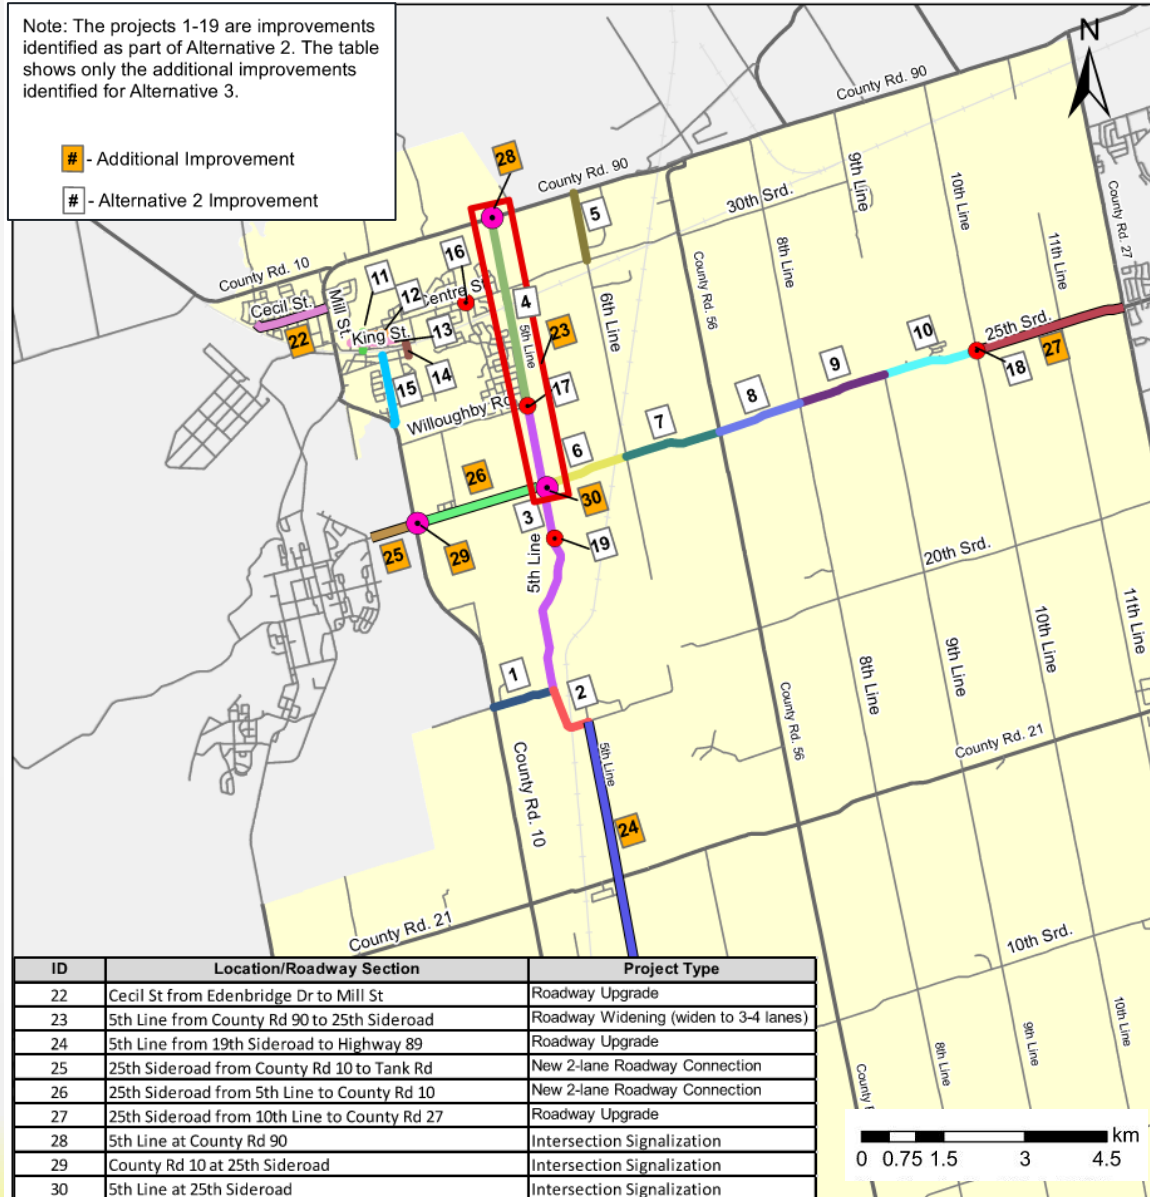 Note: The projects 1-19 are improvements
identified as part of Alternative 2. The table
shows only the additional improvements
identified for Alternative 3.
# - Additional Improvement
# - Alternative 2 Improvement
N
County Rd. 90
28
County Rd. 90
9th Line
10th Line
30th Srd.
County Rd. 27
5
16
11th Line
8th Line
County Rd. 10
11
12
Centre St.
County Rd. 56
Cecil St.
Mill St.
4
6th Line
22
King St.
13
5th Line
23
10
25th Srd.
27
14
9
18
15
17
8
Willoughby Rd
7
6
26
30
3
19
25
29
5th Line
20th Srd.
11th Line
10th Line
9th Line
8th Line
1
2
County Rd. 56
5th Line
County Rd. 21
County Rd. 10
24
County Rd. 21
10th Srd.
10th Line
9th Line
8th Line
County
ID Location/Roadway Section Project Type
22 Cecil St from Edenbridge Dr to Mill St Roadway Upgrade
23 5th Line from County Rd 90 to 25th Sideroad Roadway Widening (widen to 3-4 lanes)
24 5th Line from 19th Sideroad to Highway 89 Roadway Upgrade
25 25th Sideroad from County Rd 10 to Tank Rd New 2-lane Roadway Connection
26 25th Sideroad from 5th Line to County Rd 10 New 2-lane Roadway Connection
27 25th Sideroad from 10th Line to County Rd 27 Roadway Upgrade
28 5th Line at County Rd 90 Intersection Signalization
29 County Rd 10 at 25th Sideroad Intersection Signalization
30 5th Line at 25th Sideroad Intersection Signalization
km
0 0.75 1.5 3 4.5